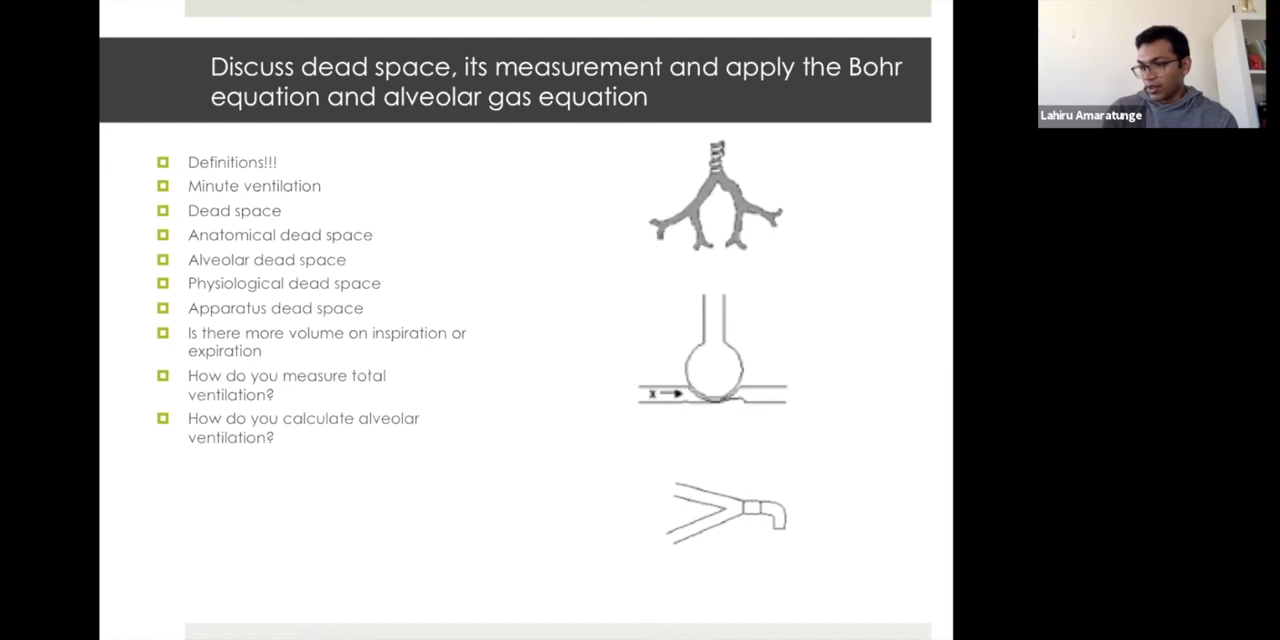 Discuss dead space, its measurement and apply the Bohr
equation and alveolar gas equation
Definitions!!!
Minute ventilation
Dead space
Anatomical dead space
Alveolar dead space
Physiological dead space
Apparatus dead space
Is there more volume on inspiration or
expiration
How do you measure total
ventilation?
How do you calculate alveolar
ventilation?
x
Lahiru Amaratunge